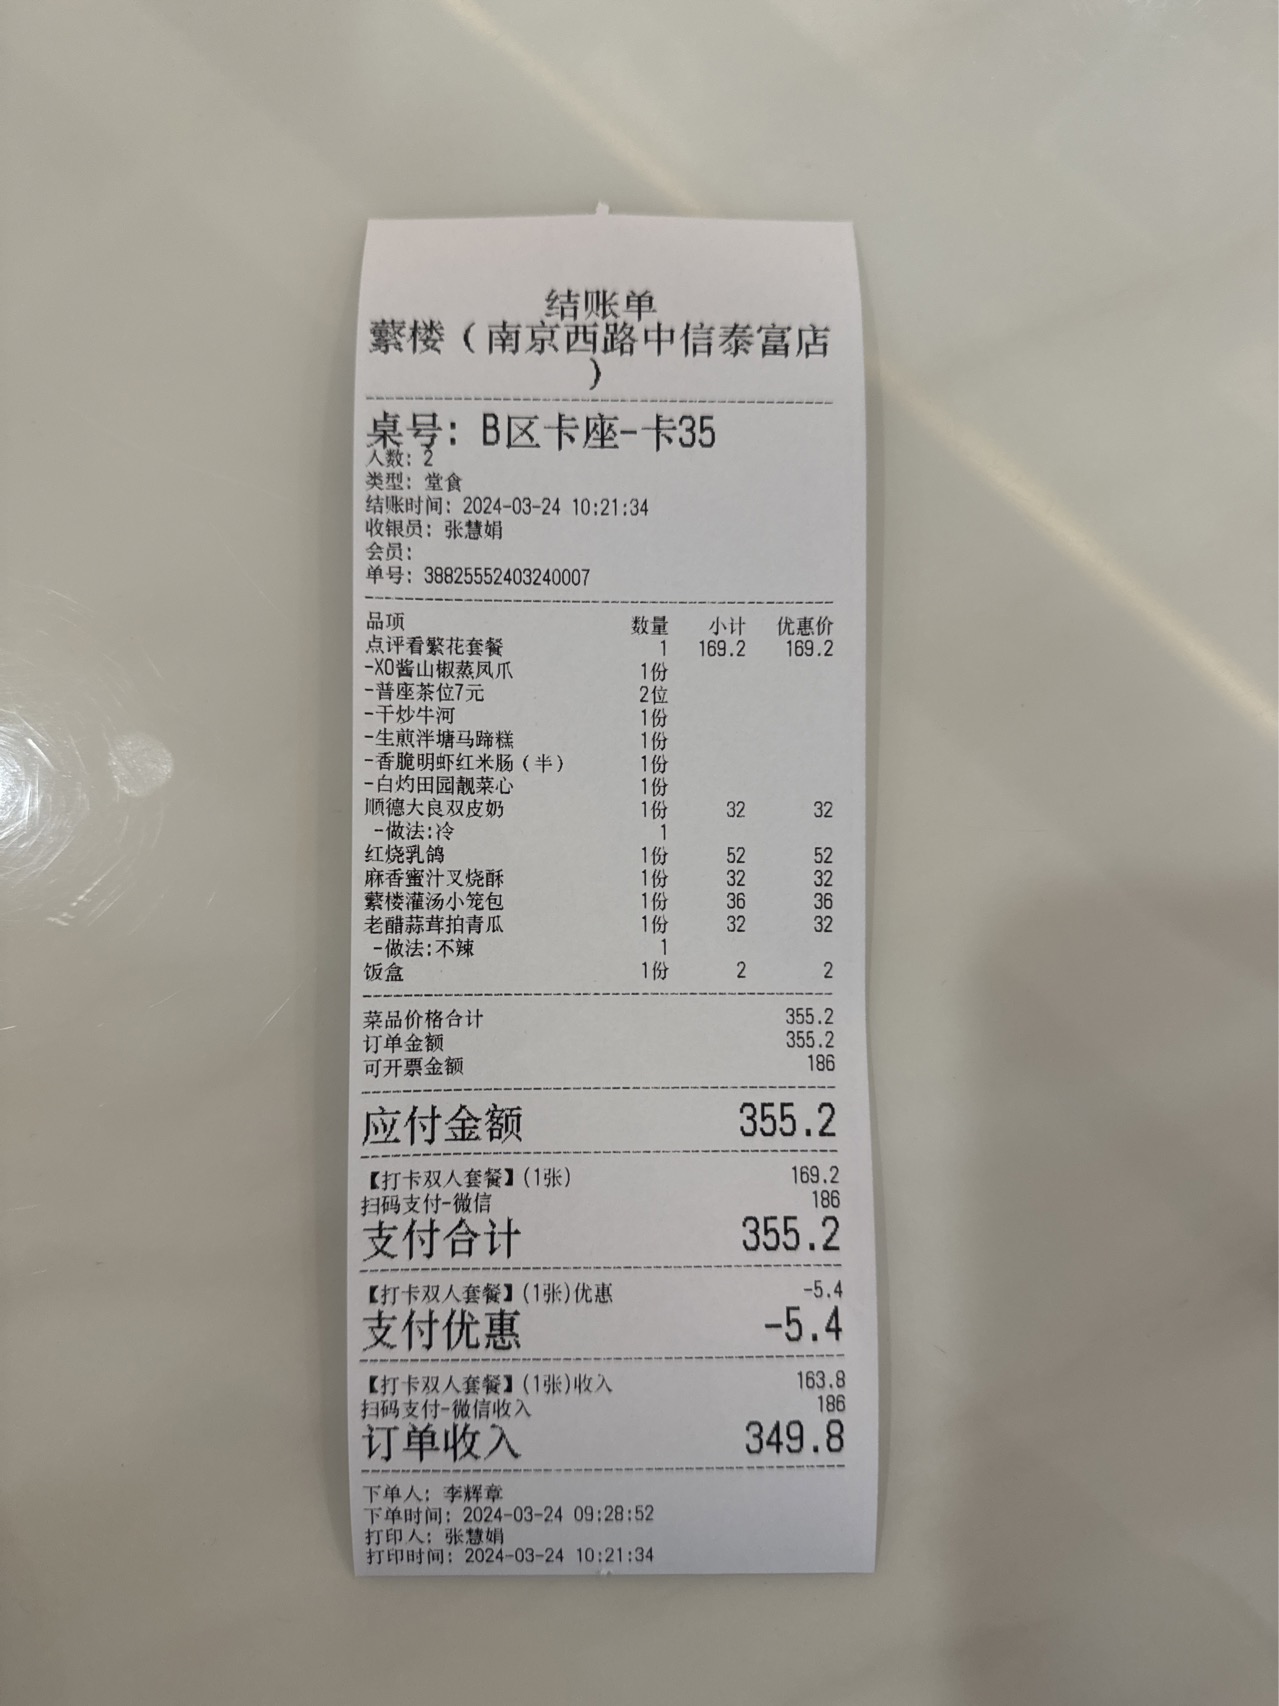 结账单
蘩楼（南京西路中信泰富店
）
桌号: B区卡座-卡35
人数: 2
类型: 堂食
结账时间: 2024-03-24 10:21:34
收银员: 张慧娟
会员:
单号: 38825552403240007
品项 数量 小计 优惠价
点评看繁花套餐 1 169.2 169.2
-XO酱山椒蒸凤爪 1份
-普座茶位7元 2位
-干炒牛河 1份
-生煎泮塘马蹄糕 1份
-香脆明虾红米肠（半） 1份
-白灼田园靓菜心 1份
顺德大良双皮奶 1份 32 32
-做法:冷 1
红烧乳鸽 1份 52 52
麻香蜜汁叉烧酥 1份 32 32
蘩楼灌汤小笼包 1份 36 36
老醋蒜茸拍青瓜 1份 32 32
-做法:不辣 1
饭盒 1份 2 2
菜品价格合计 355.2
订单金额 355.2
可开票金额 186
应付金额 355.2
【打卡双人套餐】(1张) 169.2
扫码支付-微信 186
支付合计 355.2
【打卡双人套餐】(1张)优惠 -5.4
支付优惠 -5.4
【打卡双人套餐】(1张)收入 163.8
扫码支付-微信收入 186
订单收入 349.8
下单人: 李辉章
下单时间: 2024-03-24 09:28:52
打印人: 张慧娟
打印时间: 2024-03-24 10:21:34